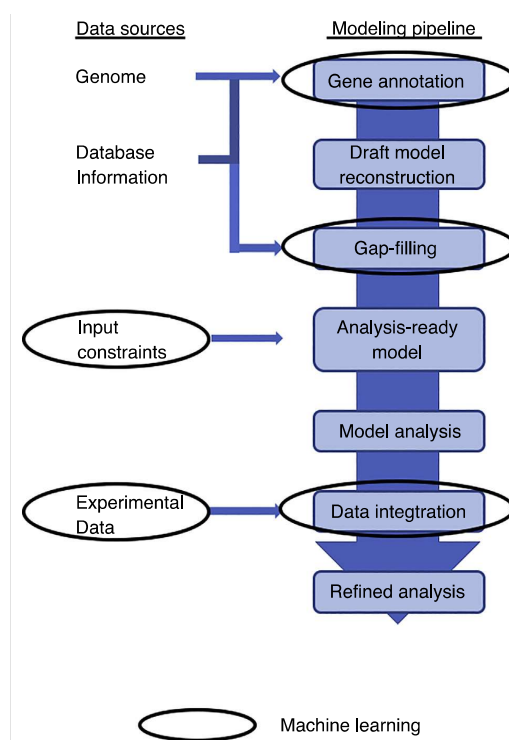 Data sources
Modeling pipeline
Genome
Gene annotation
Database
Information
Draft model
reconstruction
Gap-filling
Input
constraints
Analysis-ready
model
Model analysis
Experimental
Data
Data integtration
Refined analysis
Machine learning